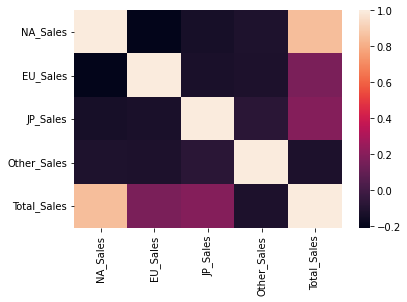 NA_Sales
EU_Sales
JP_Sales
Other_Sales
Total_Sales
NA_Sales
EU_Sales
JP_Sales
Other_Sales
Total_Sales
1.0
0.8
0.6
0.4
0.2
0.0
−0.2